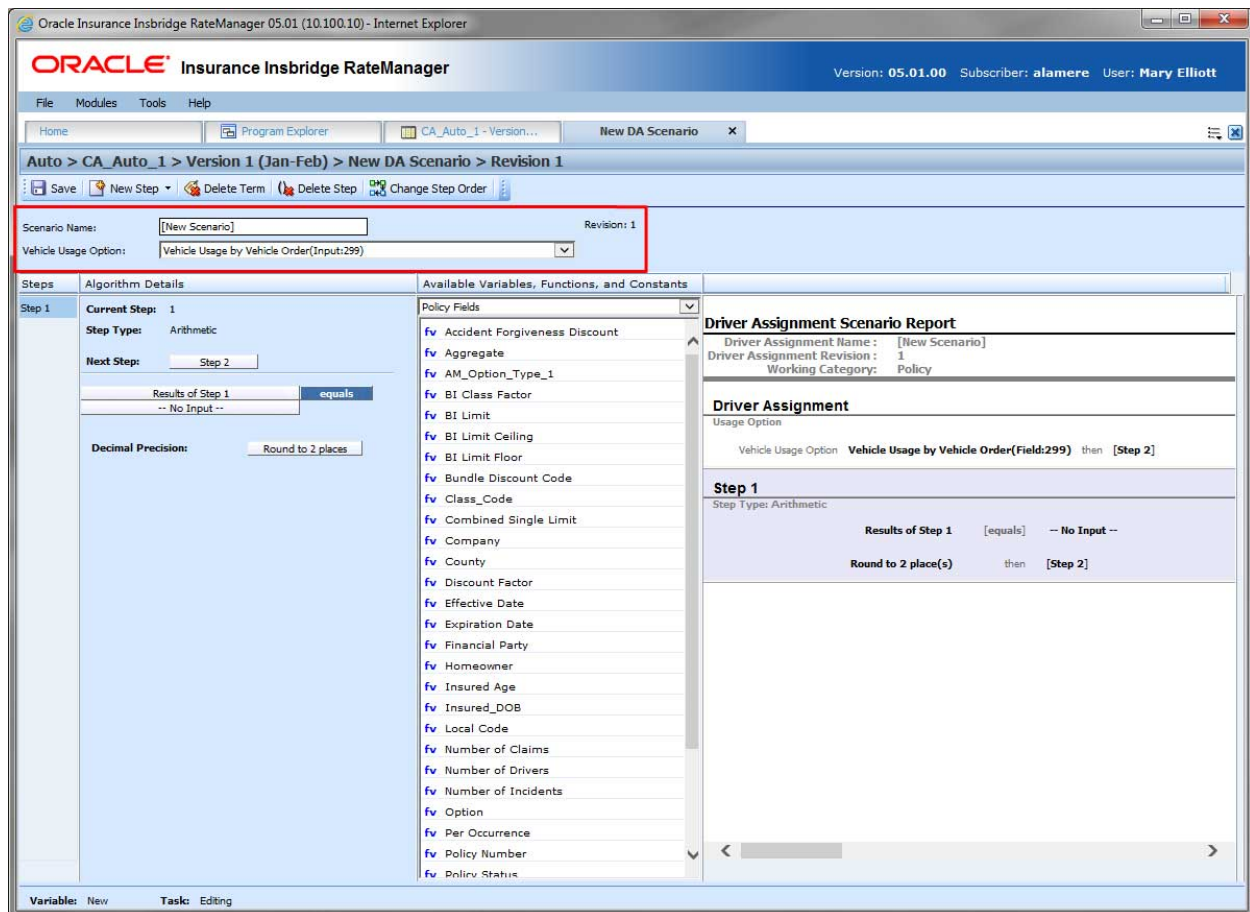 Oracle Insurance Insbridge RateManager 05.01 (10.100.10) - Internet Explorer
ORACLE® Insurance Insbridge RateManager
Version: 05.01.00 Subscriber: alamere User: Mary Elliott
File Modules Tools Help
Home Program Explorer CA_Auto_1 - Version... New DA Scenario X
Auto > CA_Auto_1 > Version 1 (Jan-Feb) > New DA Scenario > Revision 1
Save New Step Delete Term Delete Step Change Step Order
Scenario Name: [New Scenario] Revision: 1
Vehicle Usage Option: Vehicle Usage by Vehicle Order(Input:299)
Steps Algorithm Details Available Variables, Functions, and Constants
Step 1
Current Step: 1
Step Type: Arithmetic
Next Step: Step 2
Results of Step 1 equals
-- No Input --
Decimal Precision: Round to 2 places
Policy Fields
fv Accident Forgiveness Discount
fv Aggregate
fv AM_Option_Type_1
fv BI Class Factor
fv BI Limit
fv BI Limit Ceiling
fv BI Limit Floor
fv Bundle Discount Code
fv Class_Code
fv Combined Single Limit
fv Company
fv County
fv Discount Factor
fv Effective Date
fv Expiration Date
fv Financial Party
fv Homeowner
fv Insured Age
fv Insured_DOB
fv Local Code
fv Number of Claims
fv Number of Drivers
fv Number of Incidents
fv Option
fv Per Occurrence
fv Policy Number
fv Policy Status
Driver Assignment Scenario Report
Driver Assignment Name : [New Scenario]
Driver Assignment Revision : 1
Working Category: Policy
Driver Assignment
Usage Option
Vehicle Usage Option Vehicle Usage by Vehicle Order(Field:299) then [Step 2]
Step 1
Step Type: Arithmetic
Results of Step 1 [equals] -- No Input --
Round to 2 place(s) then [Step 2]
Variable: New Task: Editing